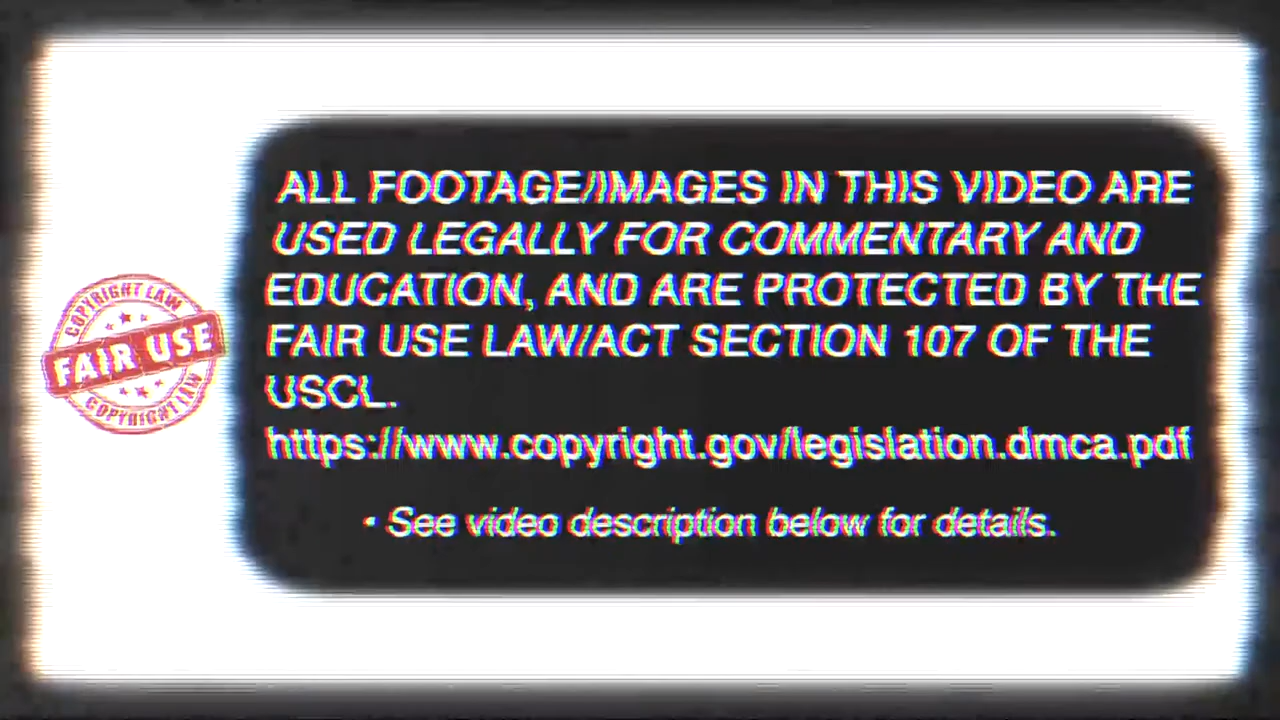 ALL FOOTAGE/IMAGES IN THIS VIDEO ARE
USED LEGALLY FOR COMMENTARY AND
EDUCATION, AND ARE PROTECTED BY THE
FAIR USE LAW/ACT SECTION 107 OF THE
USCL.
https://www.copyright.gov/legislation.dmca.pdf
• See video description below for details.
COPYRIGHT LAW
FAIR USE
COPYRIGHT LAW